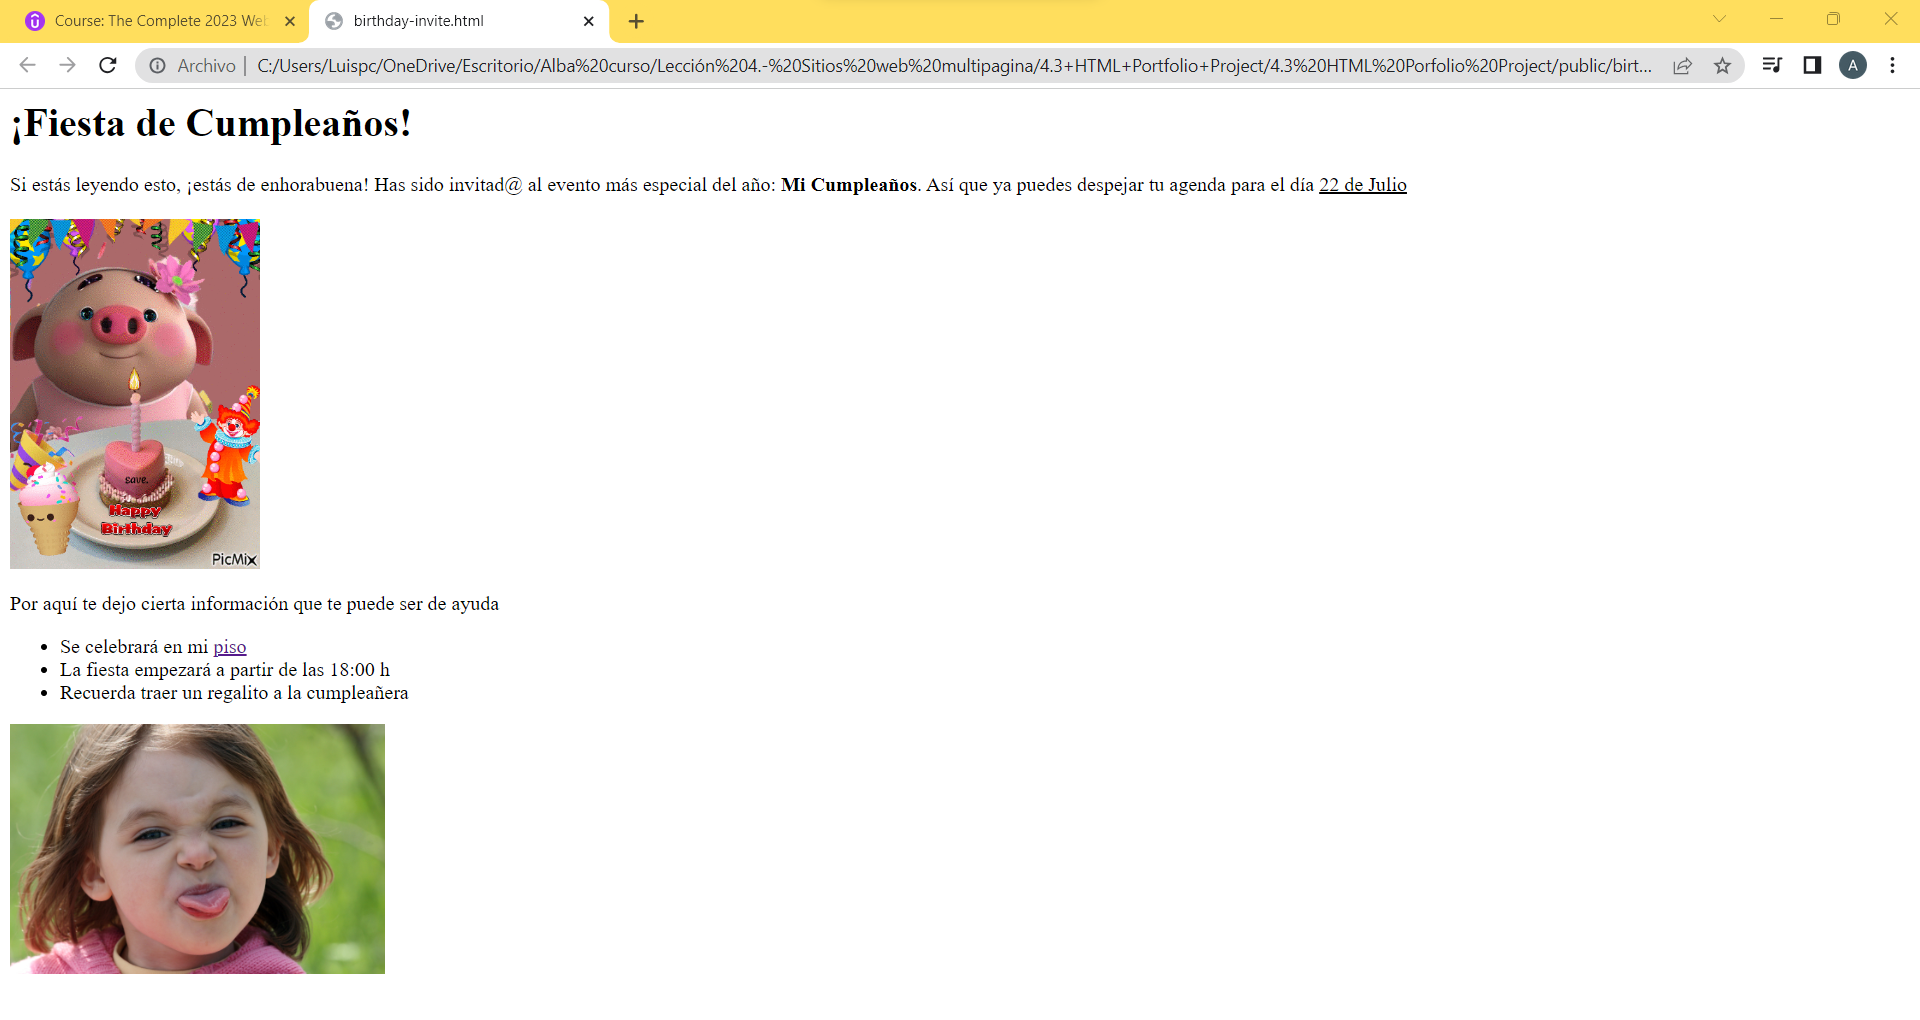 Course: The Complete 2023 Web
birthday-invite.html
Archivo | C:/Users/Luispc/OneDrive/Escritorio/Alba%20curso/Lección%204.-%20Sitios%20web%20multipagina/4.3+HTML+Portfolio+Project/4.3%20HTML%20Porfolio%20Project/public/birt...
A
¡Fiesta de Cumpleaños!
Si estás leyendo esto, ¡estás de enhorabuena! Has sido invitad@ al evento más especial del año: Mi Cumpleaños. Así que ya puedes despejar tu agenda para el día 22 de Julio
save.
Happy
Birthday
PicMix
Por aquí te dejo cierta información que te puede ser de ayuda
• Se celebrará en mi piso
• La fiesta empezará a partir de las 18:00 h
• Recuerda traer un regalito a la cumpleañera